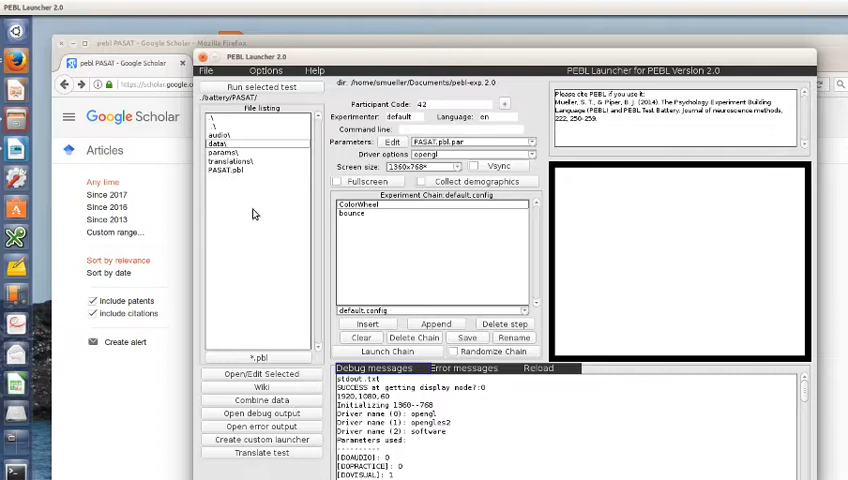 PEBL Launcher 2.0
pebl PASAT - Google Scholar - Mozilla Firefox
pebl PASAT - Google Scholar ×
https://scholar.google.c
Google Scholar
Articles
Any time
Since 2017
Since 2016
Since 2013
Custom range...
Sort by relevance
Sort by date
include patents
include citations
Create alert
PEBL Launcher 2.0
File Options Help
PEBL Launcher for PEBL Version 2.0
Run selected test
./battery/PASAT/
File listing
.\
..\
audio\
data\
params\
translations\
PASAT.pbl
*.pbl
Open/Edit Selected
Wiki
Combine data
Open debug output
Open error output
Create custom launcher
Translate test
dir: /home/smueller/Documents/pebl-exp.2.0
Participant Code: 42 +
Experimenter: default Language: en
Command line:
Parameters: Edit PASAT.pbl.par
Driver options opengl
Screen size: 1360x768* Vsync
Fullscreen Collect demographics
Experiment Chain:default.config
ColorWheel
bounce
default.config
Insert Append Delete step
Clear Delete Chain Save Rename
Launch Chain Randomize Chain
Please cite PEBL if you use it:
Mueller, S. T., & Piper, B. J. (2014). The Psychology Experiment Building
Language (PEBL) and PEBL Test Battery. Journal of neuroscience methods,
222, 250-259.
Debug messages Error messages Reload
stdout.txt
SUCCESS at getting display node?:0
1920,1080,60
Initializing 1360--768
Driver name (0): opengl
Driver name (1): opengles2
Driver name (2): software
Parameters used:
----------
[DOAUDIO]: 0
[DOPRACTICE]: 0
[DOVISUAL]: 1